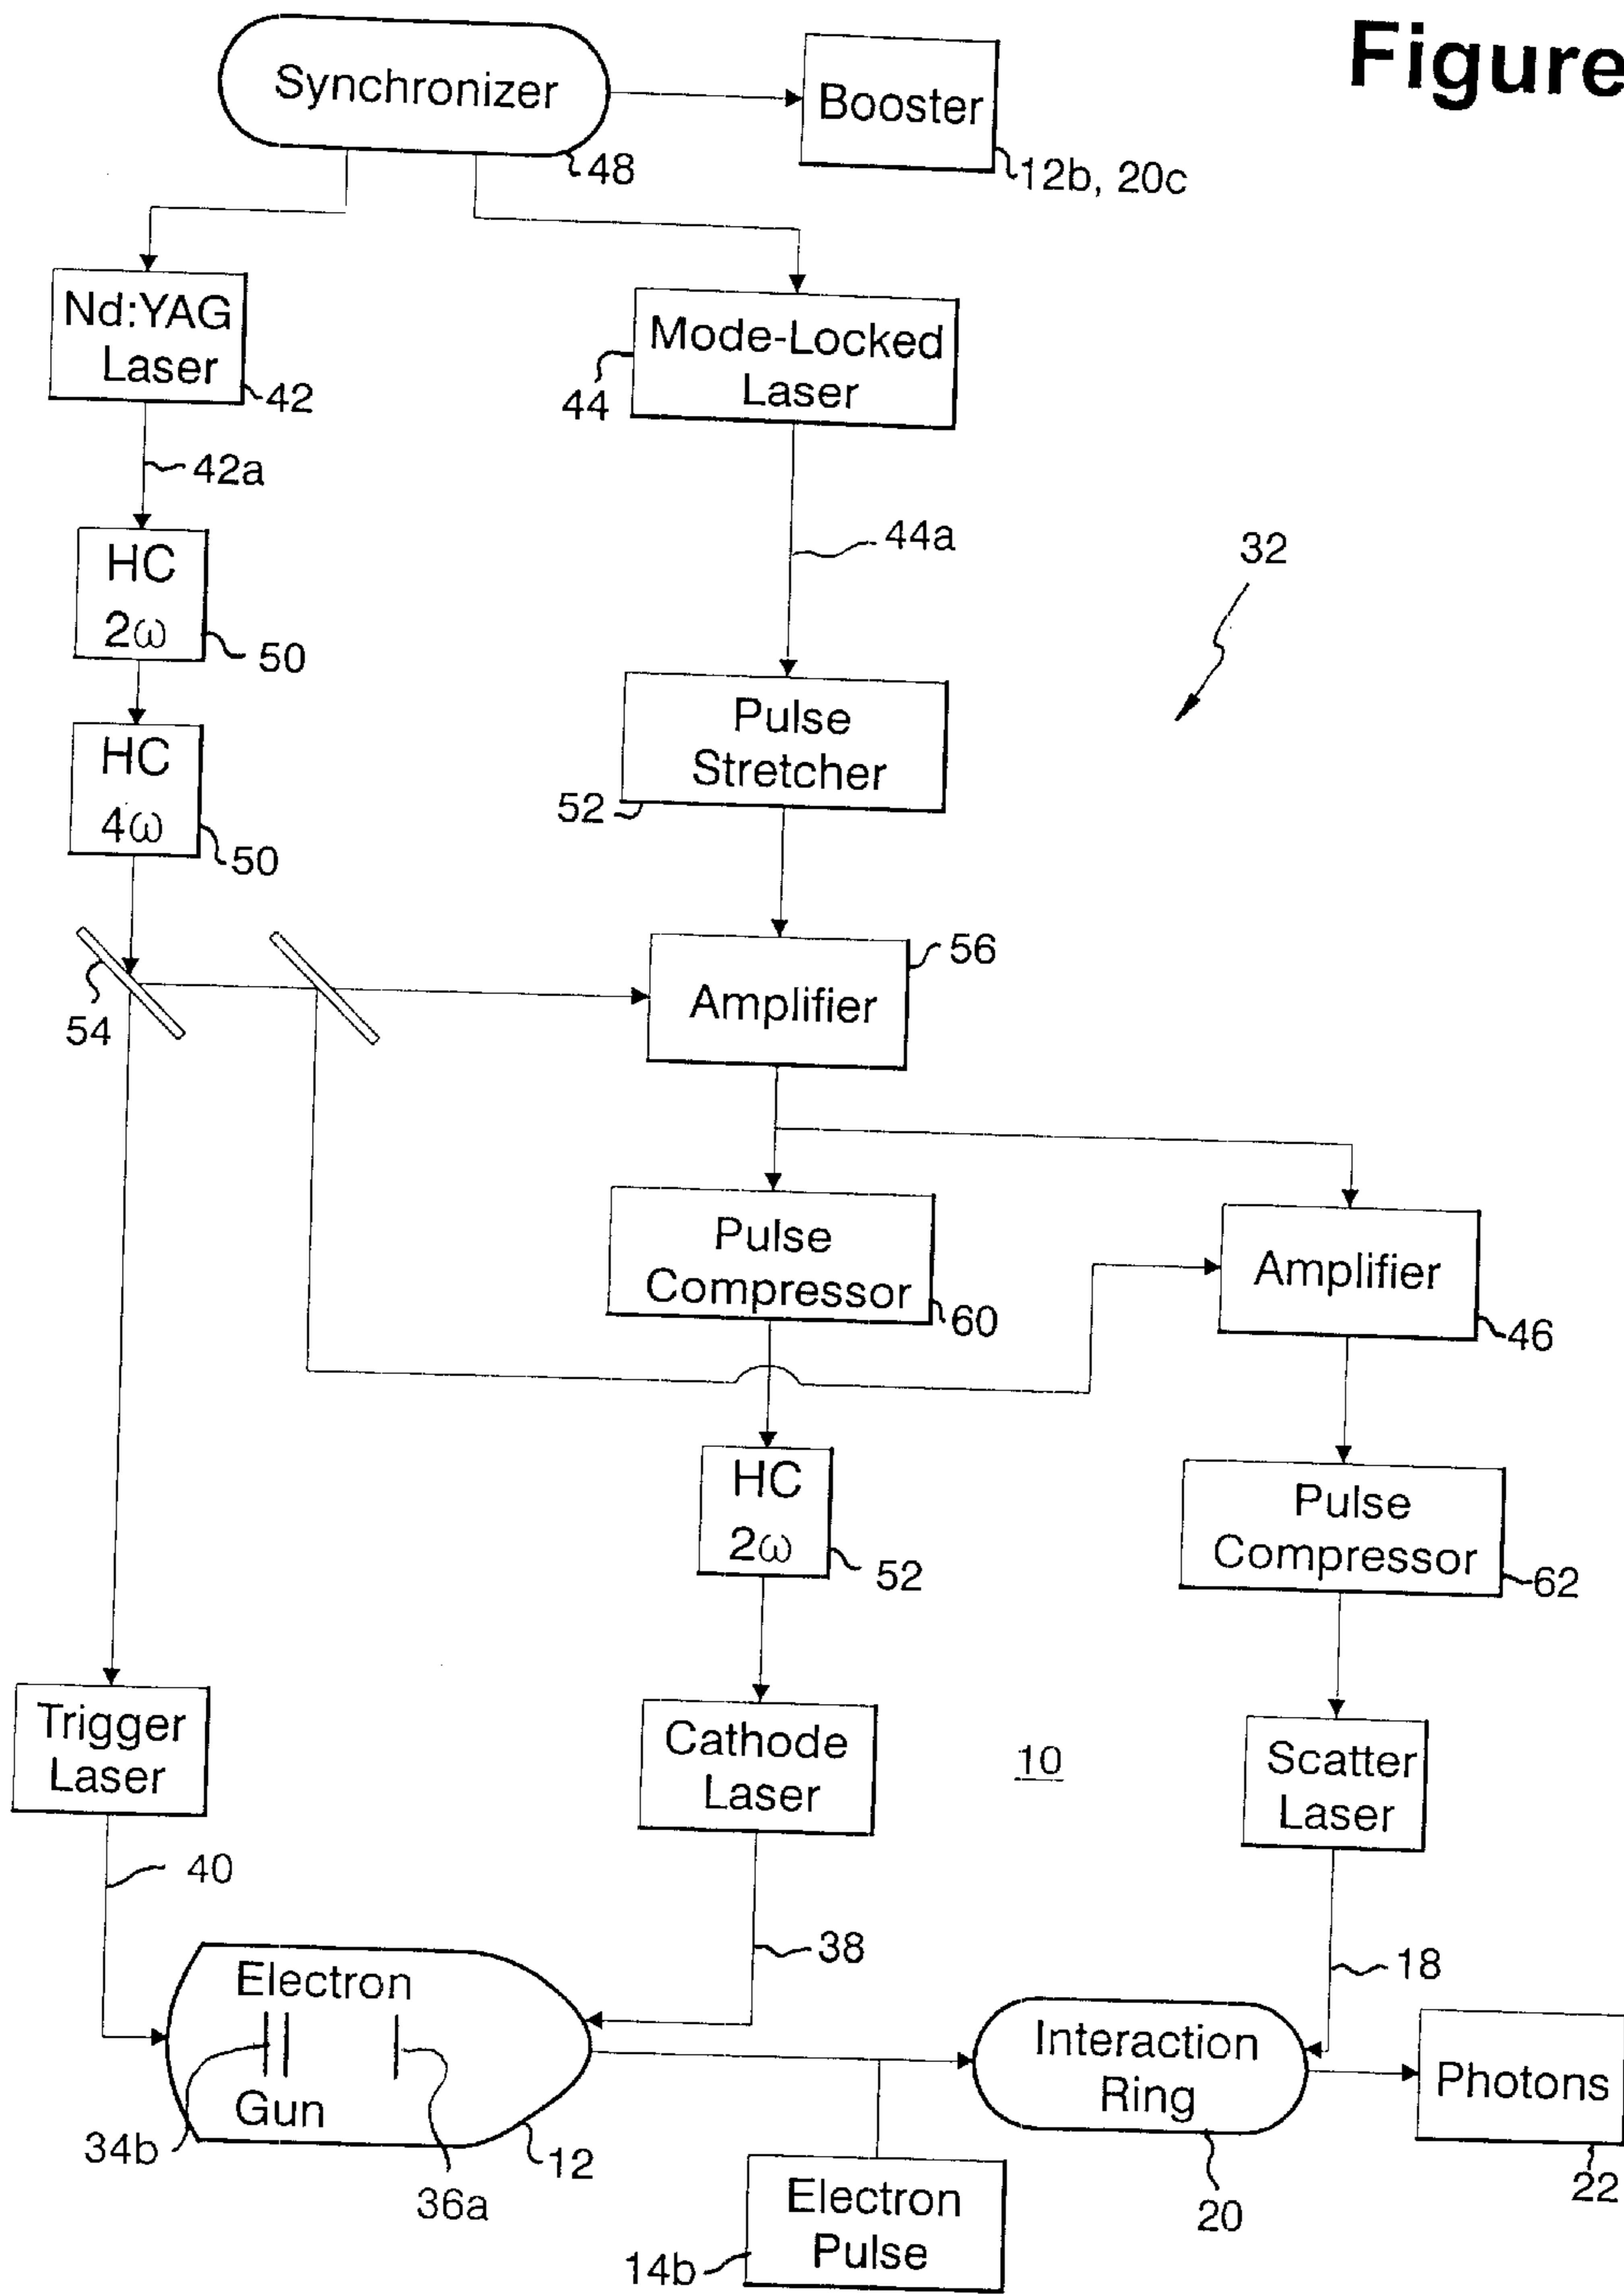 Figure
Synchronizer
48
Booster
12b, 20c
Nd:YAG
Laser
42
Mode-Locked
Laser
44
42a
44a
32
HC
2ω
50
HC
4ω
50
Pulse
Stretcher
52
54
Amplifier
56
Pulse
Compressor
60
Amplifier
46
HC
2ω
52
Pulse
Compressor
62
Trigger
Laser
Cathode
Laser
10
Scatter
Laser
40
38
18
Electron
Gun
34b
36a
12
Interaction
Ring
20
Photons
22
Electron
Pulse
14b